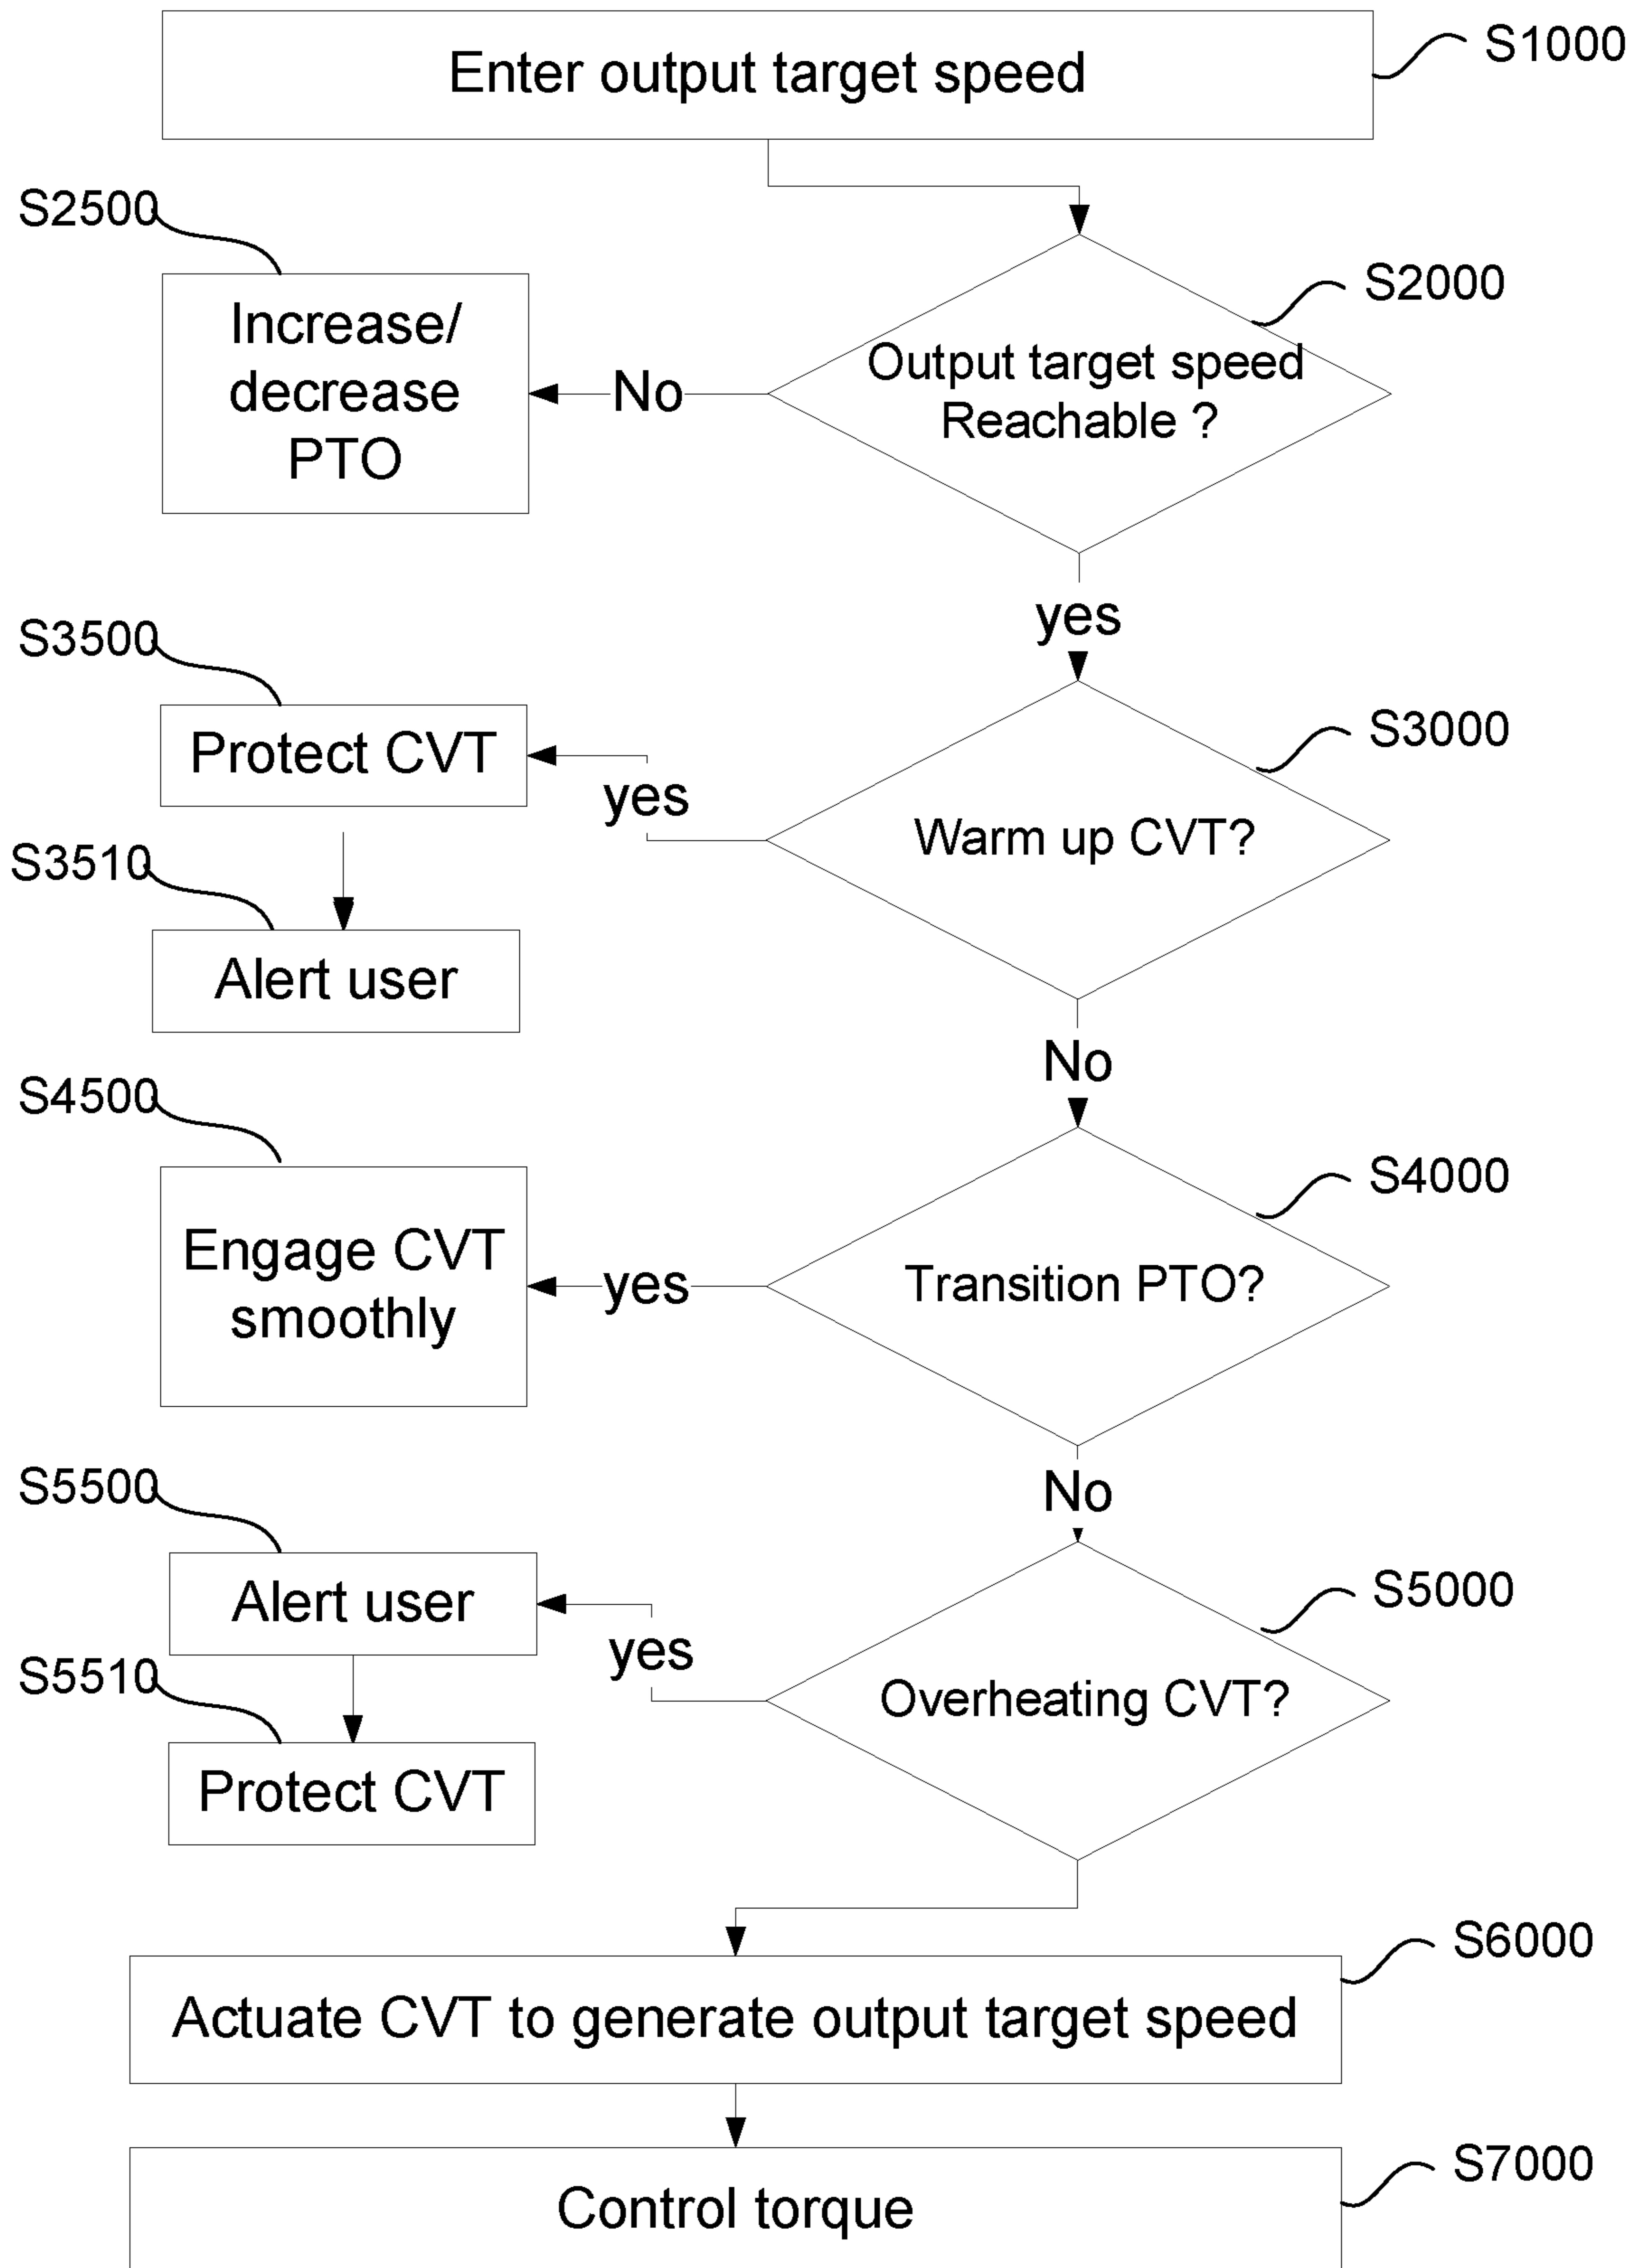 Enter output target speed
S1000
S2500
Increase/
decrease
PTO
No
Output target speed
Reachable ?
S2000
yes
S3500
Protect CVT
yes
Warm up CVT?
S3000
S3510
Alert user
No
S4500
Engage CVT
smoothly
yes
Transition PTO?
S4000
No
S5500
Alert user
yes
Overheating CVT?
S5000
S5510
Protect CVT
Actuate CVT to generate output target speed
S6000
Control torque
S7000